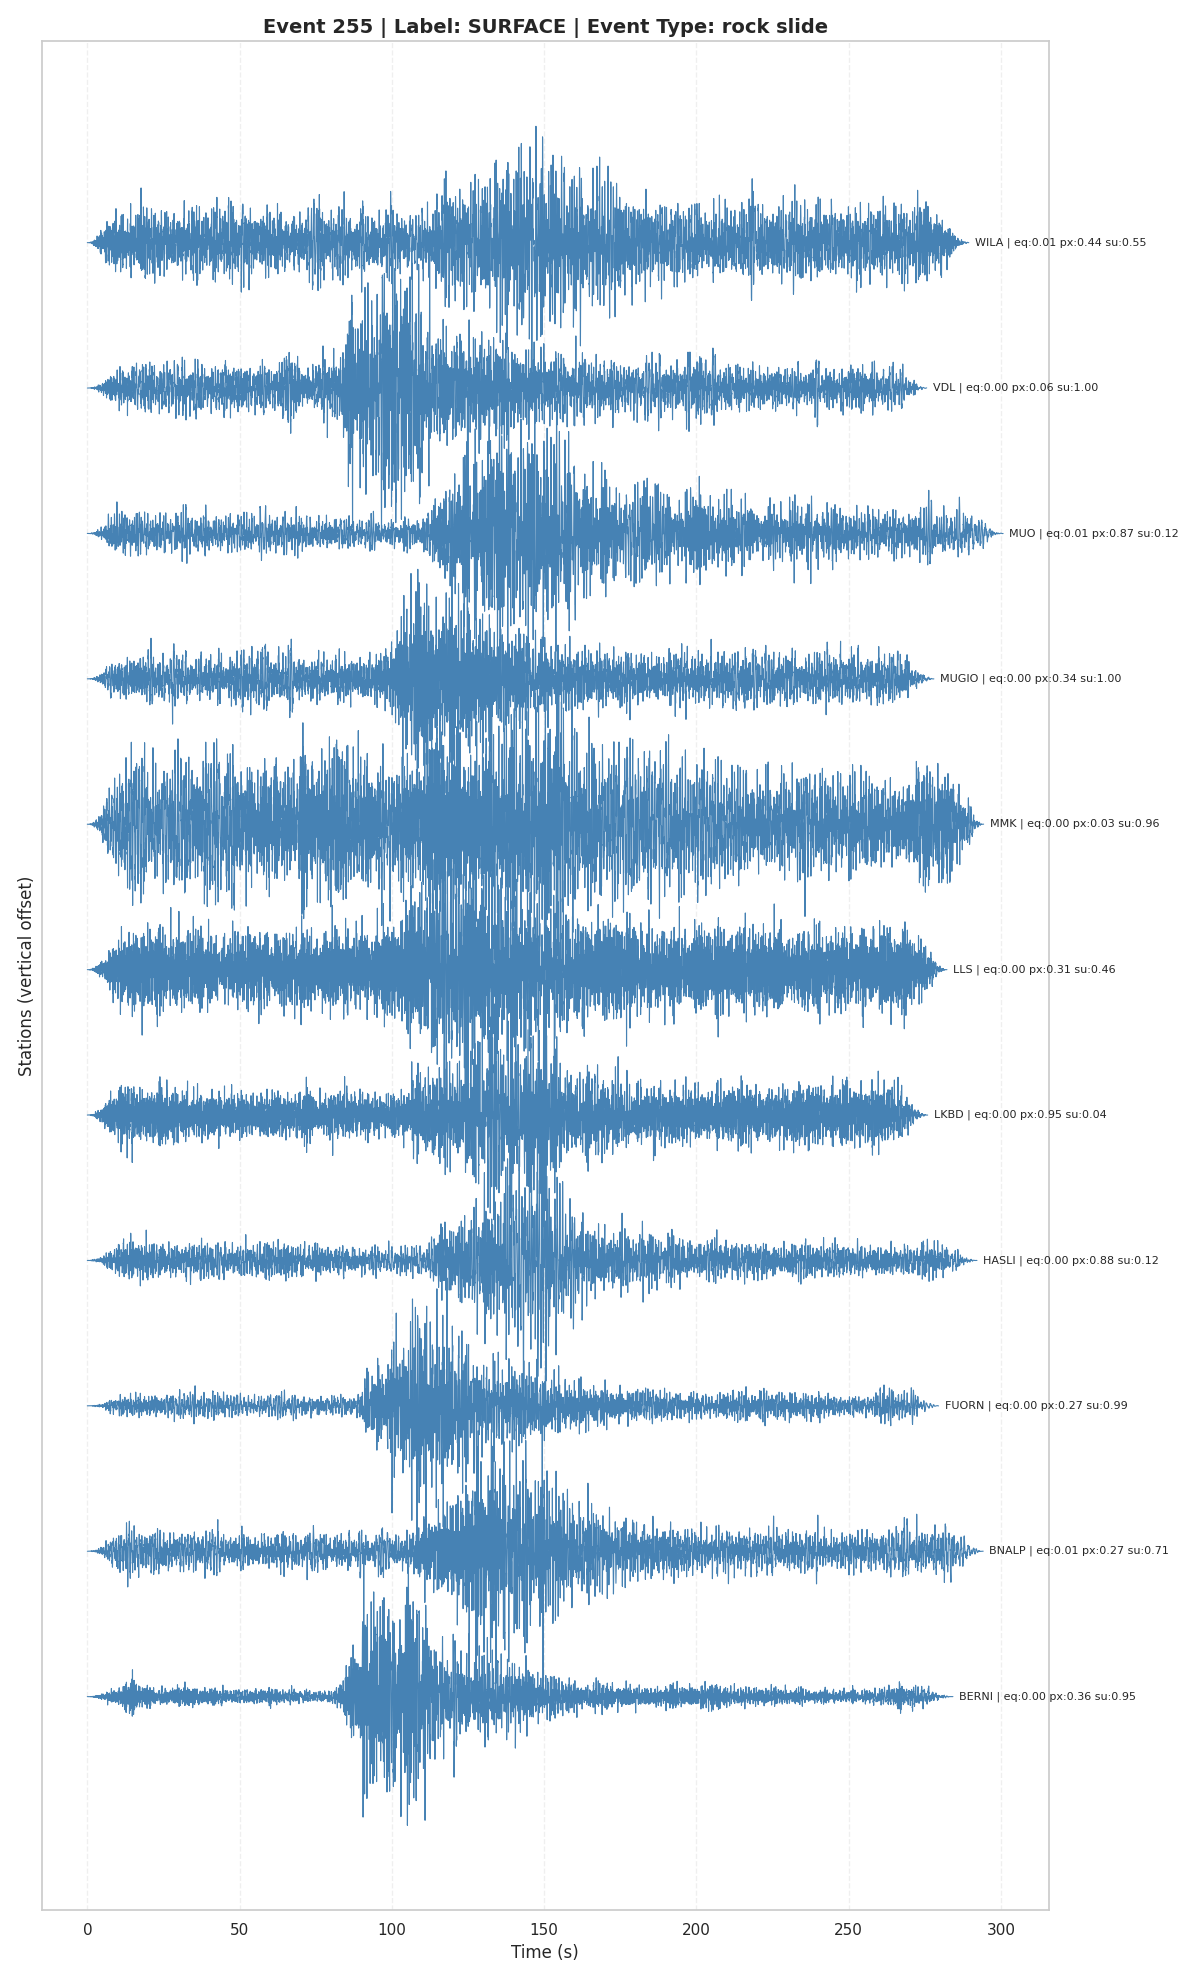 Event 255 | Label: SURFACE | Event Type: rock slide
WILA | eq:0.01 px:0.44 su:0.55
VDL | eq:0.00 px:0.06 su:1.00
MUO | eq:0.01 px:0.87 su:0.12
MUGIO | eq:0.00 px:0.34 su:1.00
MMK | eq:0.00 px:0.03 su:0.96
LLS | eq:0.00 px:0.31 su:0.46
LKBD | eq:0.00 px:0.95 su:0.04
HASLI | eq:0.00 px:0.88 su:0.12
FUORN | eq:0.00 px:0.27 su:0.99
BNALP | eq:0.01 px:0.27 su:0.71
BERNI | eq:0.00 px:0.36 su:0.95
Stations (vertical offset)
0 50 100 150 200 250 300
Time (s)